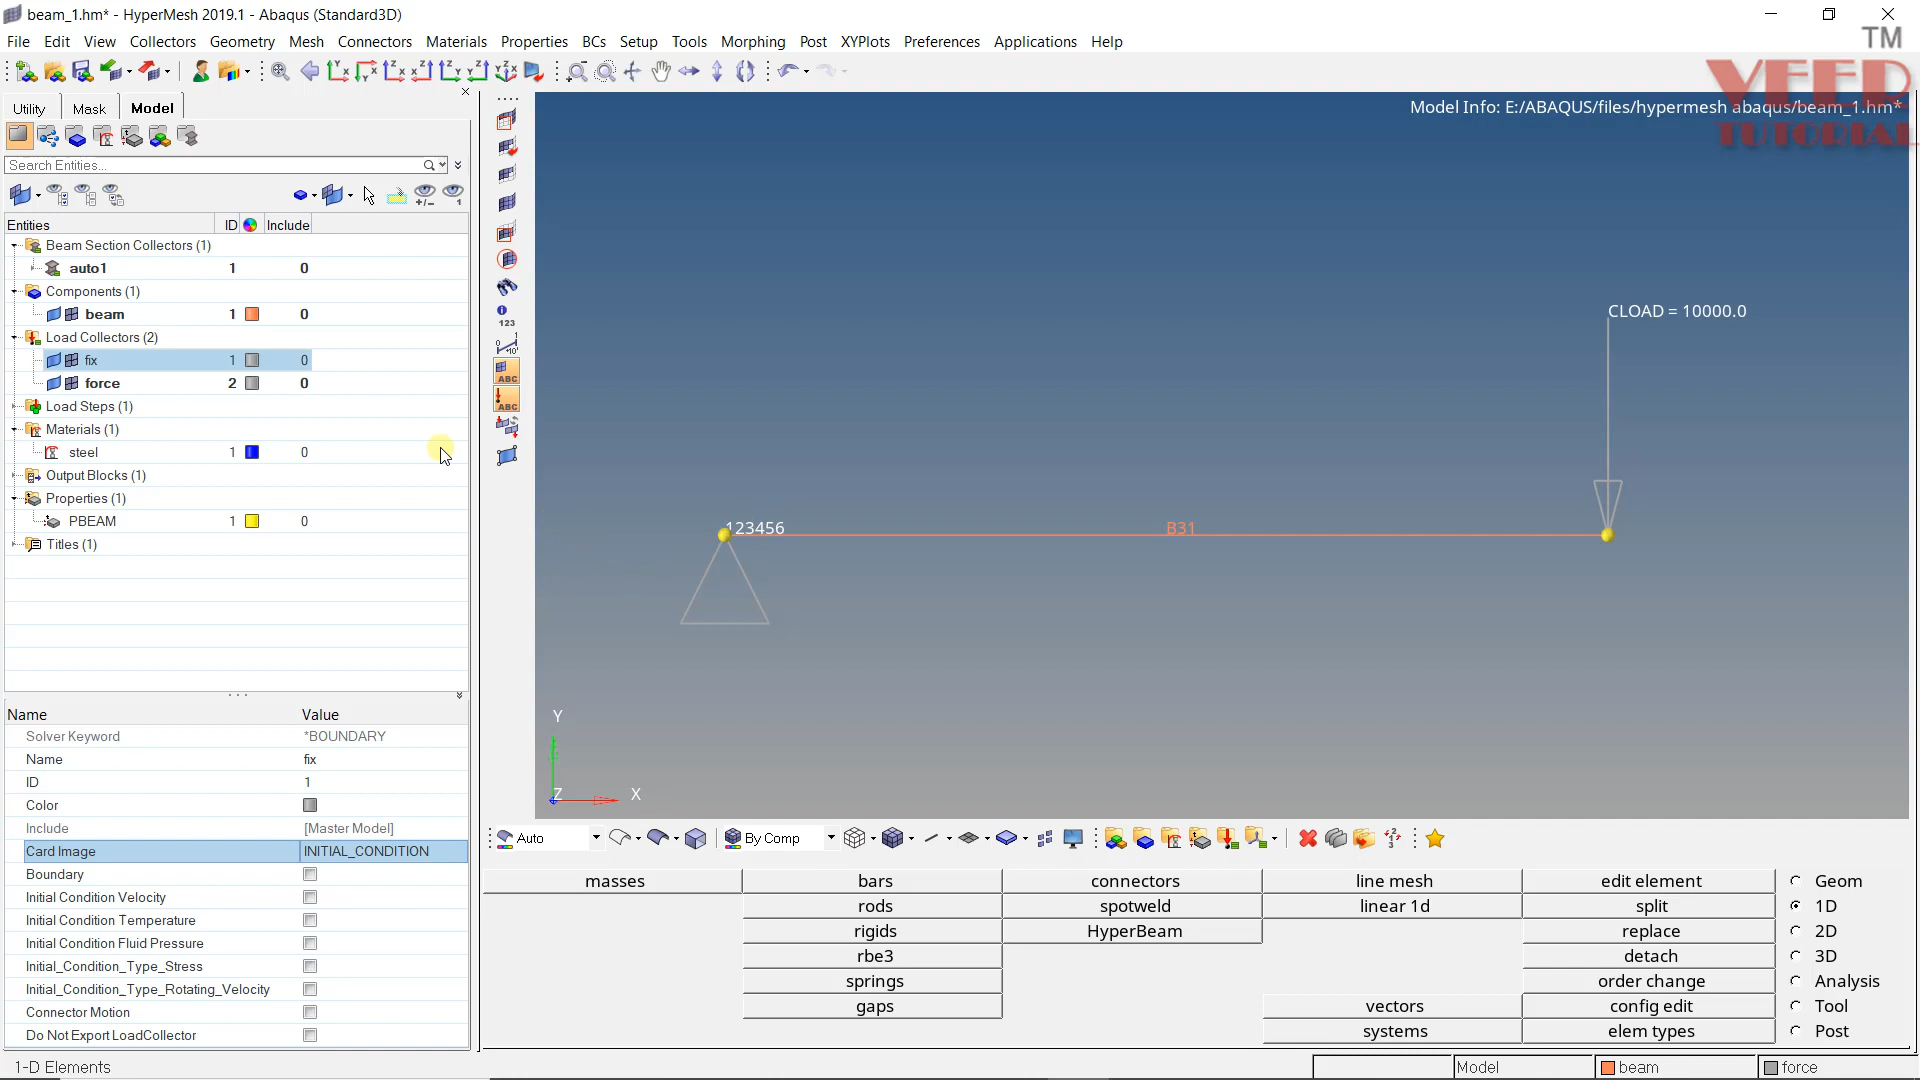 beam_1.hm* - HyperMesh 2019.1 - Abaqus (Standard3D)
TM
File Edit View Collectors Geometry Mesh Connectors Materials Properties BCs Setup Tools Morphing Post XYPlots Preferences Applications Help
VEER
TUTORIAL
Utility Mask Model
Model Info: E:/ABAQUS/files/hypermesh abaqus/beam_1.hm*
Search Entities...
Entities ID Include
Beam Section Collectors (1)
auto1 1 0
Components (1)
beam 1 0
Load Collectors (2)
fix 1 0
force 2 0
Load Steps (1)
Materials (1)
steel 1 0
Output Blocks (1)
Properties (1)
PBEAM 1 0
Titles (1)
123
ABC
ABC
CLOAD = 10000.0
123456
B31
Y
Z X
Name Value
Solver Keyword *BOUNDARY
Name fix
ID 1
Color
Include [Master Model]
Card Image INITIAL_CONDITION
Boundary
Initial Condition Velocity
Initial Condition Temperature
Initial Condition Fluid Pressure
Initial_Condition_Type_Stress
Initial_Condition_Type_Rotating_Velocity
Connector Motion
Do Not Export LoadCollector
Auto By Comp
masses bars connectors line mesh edit element Geom
rods spotweld linear 1d split 1D
rigids HyperBeam replace 2D
rbe3 detach 3D
springs order change Analysis
gaps vectors config edit Tool
systems elem types Post
1-D Elements Model beam force